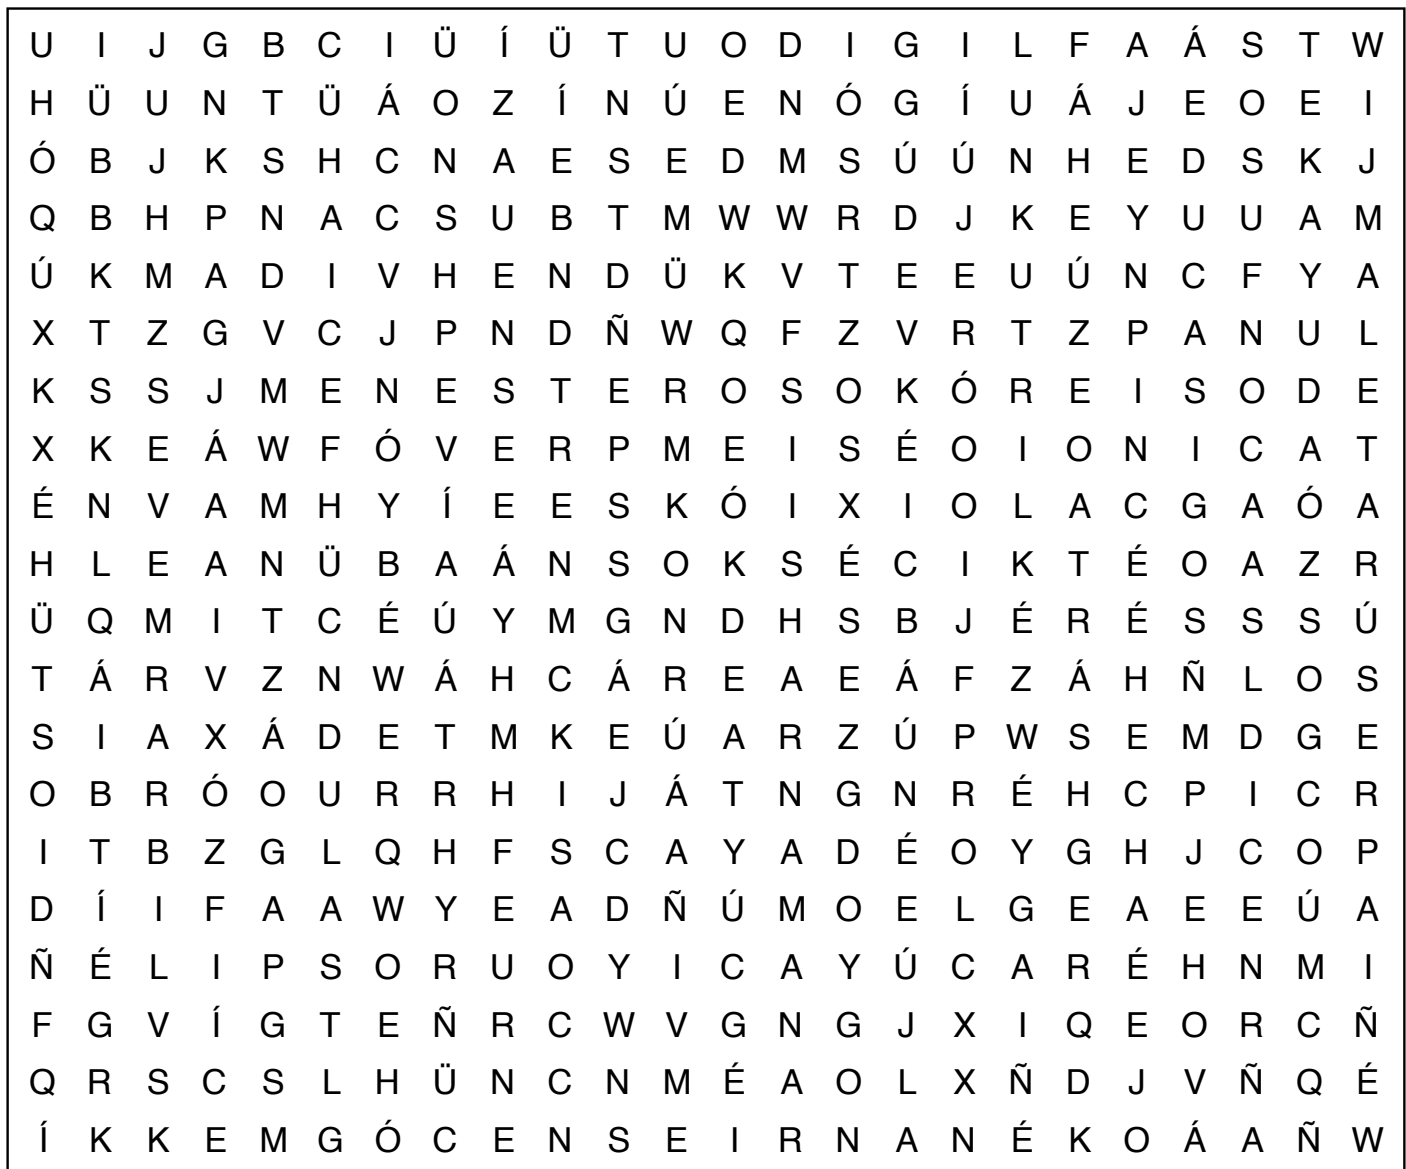 U I J G B C I Ü Í Ü T U O D I G I L F A Á S T W
H Ü U N T Ü Á O Z Í N Ú E N Ó G Í U Á J E O E I
Ó B J K S H C N A E S E D M S Ú Ú N H E D S K J
Q B H P N A C S U B T M W W R D J K E Y U U A M
Ú K M A D I V H E N D Ü K V T E E U Ú N C F Y A
X T Z G V C J P N D Ñ W Q F Z V R T Z P A N U L
K S S J M E N E S T E R O S O K Ó R E I S O D E
X K E Á W F Ó V E R P M E I S É O I O N I C A T
É N V A M H Y Í E E S K Ó I X I O L A C G A Ó A
H L E A N Ü B A Á N S O K S É C I K T É O A Z R
Ü Q M I T C É Ú Y M G N D H S B J É R É S S S Ú
T Á R V Z N W Á H C Á R E A E Á F Z Á H Ñ L O S
S I A X Á D E T M K E Ú A R Z Ú P W S E M D G E
O B R Ó O U R R H I J Á T N G N R É H C P I C R
I T B Z G L Q H F S C A Y A D É O Y G H J C O P
D Í I F A A W Y E A D Ñ Ú M O E L G E A E E Ú A
Ñ É L I P S O R U O Y I C A Y Ú C A R É H N M I
F G V Í G T E Ñ R C W V G N G J X I Q E O R C Ñ
Q R S C S L H Ü N C N M É A O L X Ñ D J V Ñ Q É
Í K K E M G Ó C E N S E I R N A N É K O Á A Ñ W